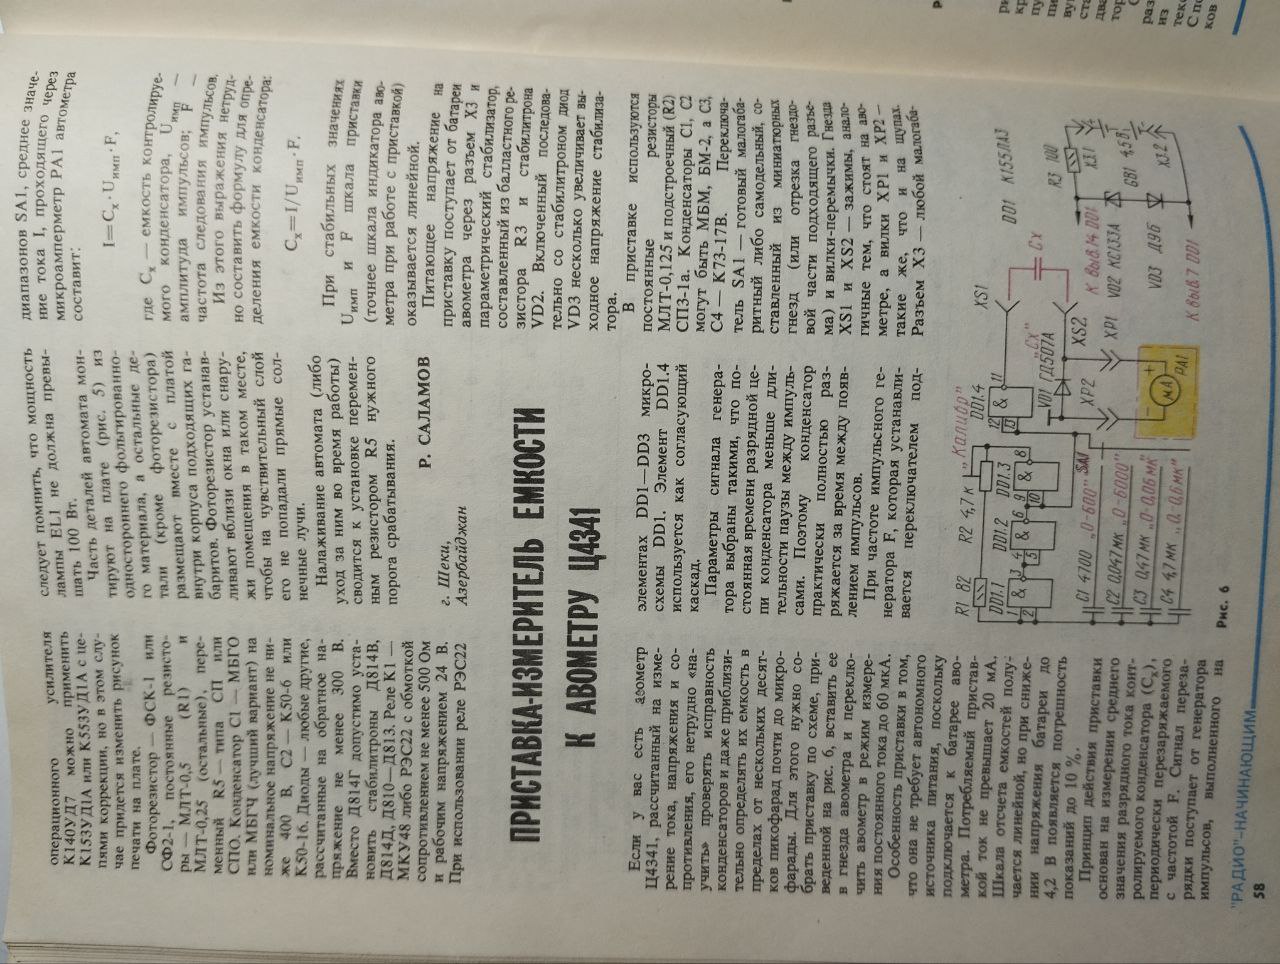 операционного усилителя
К140УД7 можно применить
К153УД1А или К553УД1А с це-
пями коррекции, но в этом слу-
чае придется изменить рисунок
печати на плате.
Фоторезистор — ФСК-1 или
СФ2-1, постоянные резисто-
ры — МЛТ-0,5 (R1) и
МЛТ-0,25 (остальные), пере-
менный R5 — типа СП или
СПО. Конденсатор С1 — МБГО
или МБГЧ (лучший вариант) на
номинальное напряжение не ни-
же 400 В, С2 — К50-6 или
К50-16. Диоды — любые другие,
рассчитанные на обратное на-
пряжение не менее 300 В.
Вместо Д814Г допустимо уста-
новить стабилитроны Д814В,
Д814Д, Д810—Д813. Реле К1 —
МКУ48 либо РЭС22 с обмоткой
сопротивлением не менее 500 Ом
и рабочим напряжением 24 В.
При использовании реле РЭС22
следует помнить, что мощность
лампы EL1 не должна превы-
шать 100 Вт.
Часть деталей автомата мон-
тируют на плате (рис. 5) из
одностороннего фольгированно-
го материала, а остальные де-
тали (кроме фоторезистора)
размещают вместе с платой
внутри корпуса подходящих га-
баритов. Фоторезистор устанав-
ливают вблизи окна или снару-
жи помещения в таком месте,
чтобы на чувствительный слой
его не попадали прямые сол-
нечные лучи.
Налаживание автомата (либо
уход за ним во время работы)
сводится к установке перемен-
ным резистором R5 нужного
порога срабатывания.
Р. САЛАМОВ
г. Шеки,
Азербайджан
диапазонов SA1, среднее значе-
ние тока I, проходящего через
микроамперметр РА1 автометра
составит:
I=Cx·Uимп·F,
где Cx — емкость контролируе-
мого конденсатора, Uимп —
амплитуда импульсов; F —
частота следования импульсов.
Из этого выражения нетруд-
но составить формулу для опре-
деления емкости конденсатора:
Cx=I/Uимп·F.
При стабильных значениях
Uимп и F шкала приставки
(точнее шкала индикатора аво-
метра при работе с приставкой)
оказывается линейной.
Питающее напряжение на
приставку поступает от батареи
авометра через разъем Х3 и
параметрический стабилизатор,
составленный из балластного ре-
зистора R3 и стабилитрона
VD2. Включенный последова-
тельно со стабилитроном диод
VD3 несколько увеличивает вы-
ходное напряжение стабилиза-
тора.
ПРИСТАВКА-ИЗМЕРИТЕЛЬ ЕМКОСТИ
К АВОМЕТРУ Ц4341
Если у вас есть авометр
Ц4341, рассчитанный на изме-
рение тока, напряжения и со-
противления, его нетрудно «на-
учить» проверять исправность
конденсаторов и даже приблизи-
тельно определять их емкость в
пределах от нескольких десят-
ков пикофарад почти до микро-
фарады. Для этого нужно со-
брать приставку по схеме, при-
веденной на рис. 6, вставить ее
в гнезда авометра и переклю-
чить авометр в режим измере-
ния постоянного тока до 60 мкА.
Особенность приставки в том,
что она не требует автономного
источника питания, поскольку
подключается к батарее аво-
метра. Потребляемый пристав-
кой ток не превышает 20 мА.
Шкала отсчета емкостей полу-
чается линейной, но при сниже-
нии напряжения батареи до
4,2 В появляется погрешность
показаний до 10 %.
Принцип действия приставки
основан на измерении среднего
значения разрядного тока конт-
ролируемого конденсатора (Cx),
периодически перезаряжаемого
с частотой F. Сигнал переза-
рядки поступает от генератора
импульсов, выполненного на
элементах DD1—DD3 микро-
схемы DD1. Элемент DD1.4
используется как согласующий
каскад.
Параметры сигнала генера-
тора выбраны такими, что по-
стоянная времени разрядной це-
пи конденсатора меньше дли-
тельности паузы между импуль-
сами. Поэтому конденсатор
практически полностью раз-
ряжается за время между появ-
лением импульсов.
При частоте импульсного ге-
нератора F, которая устанавли-
вается переключателем под-
В приставке используются
постоянные резисторы
МЛТ-0,125 и подстроечный (R2)
СП3-1а. Конденсаторы С1, С2
могут быть МБМ, БМ-2, а С3,
С4 — К73-17В. Переключа-
тель SA1 — готовый малогаба-
ритный либо самодельный, со-
ставленный из миниатюрных
гнезд (или отрезка гнездо-
вой части подходящего разъе-
ма) и вилки-перемычки. Гнезда
XS1 и XS2 — зажимы, анало-
гичные тем, что стоят на аво-
метре, а вилки ХР1 и ХР2 —
такие же, что и на щупах.
Разъем Х3 — любой малогаба-
R1 82
R2 4,7 к
„Калибр"
DD1.1
DD1.2
DD1.3
DD1.4
&
&
&
&
1
2
3
4
5
6
9
10
8
12
13
11
XS1
Cx
„Cx"
VD1 ГД507А
XS2
XP2
XP1
SA1
C1 4100 „0-600"
C2 0,047 мк „0-6000"
C3 0,47 мк „0-0,06 мк"
C4 4,7 мк „0-0,6 мк"
мА
PA1
DD1 К155ЛА3
R3 100
X3.1
К выв.14 DD1
VD2 КС133А
GB1 4,5 В
VD3 Д9Б
X3.2
К выв 7 DD1
Рис. 6
"РАДИО"—НАЧИНАЮЩИМ
58